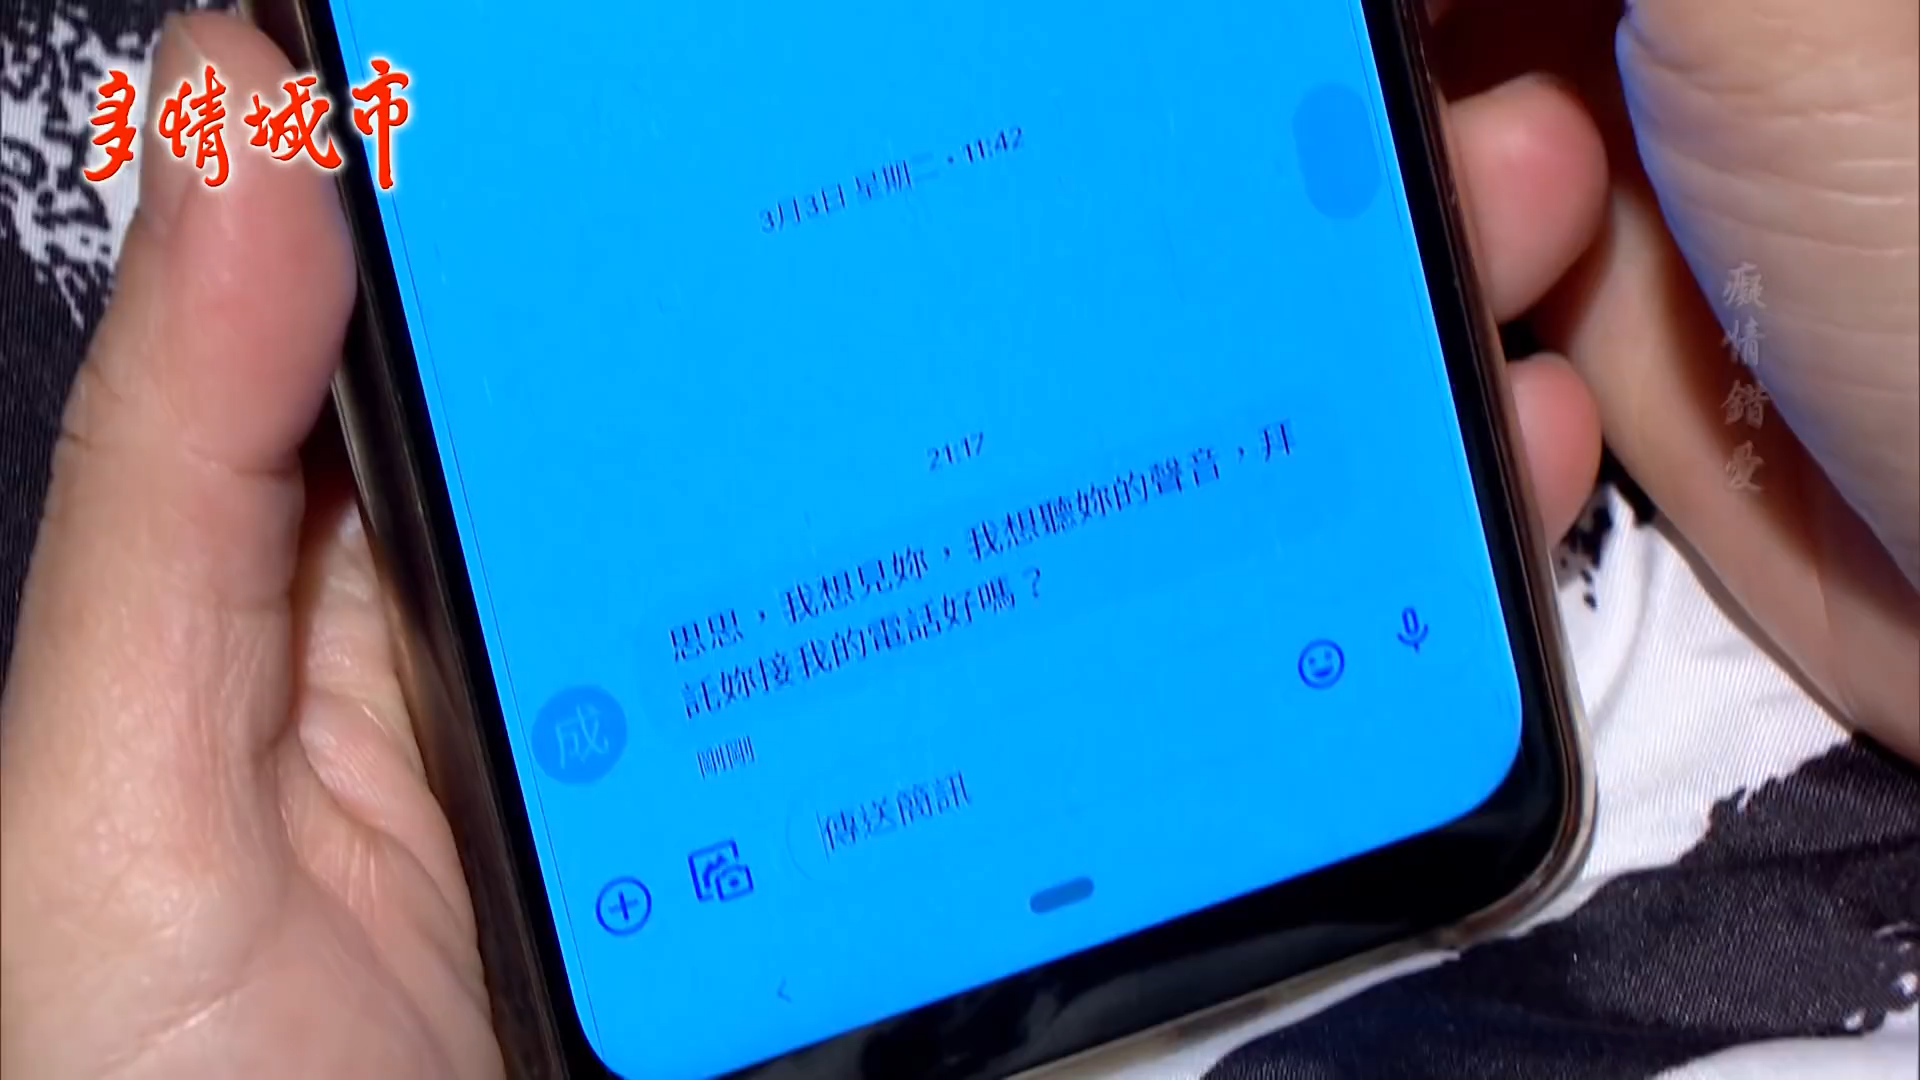 多情城市
3月3日 星期二・11:42
癡情錯愛
21:17
思思，我想見妳，我想聽妳的聲音，拜
託妳接我的電話好嗎？
成
剛剛
傳送簡訊